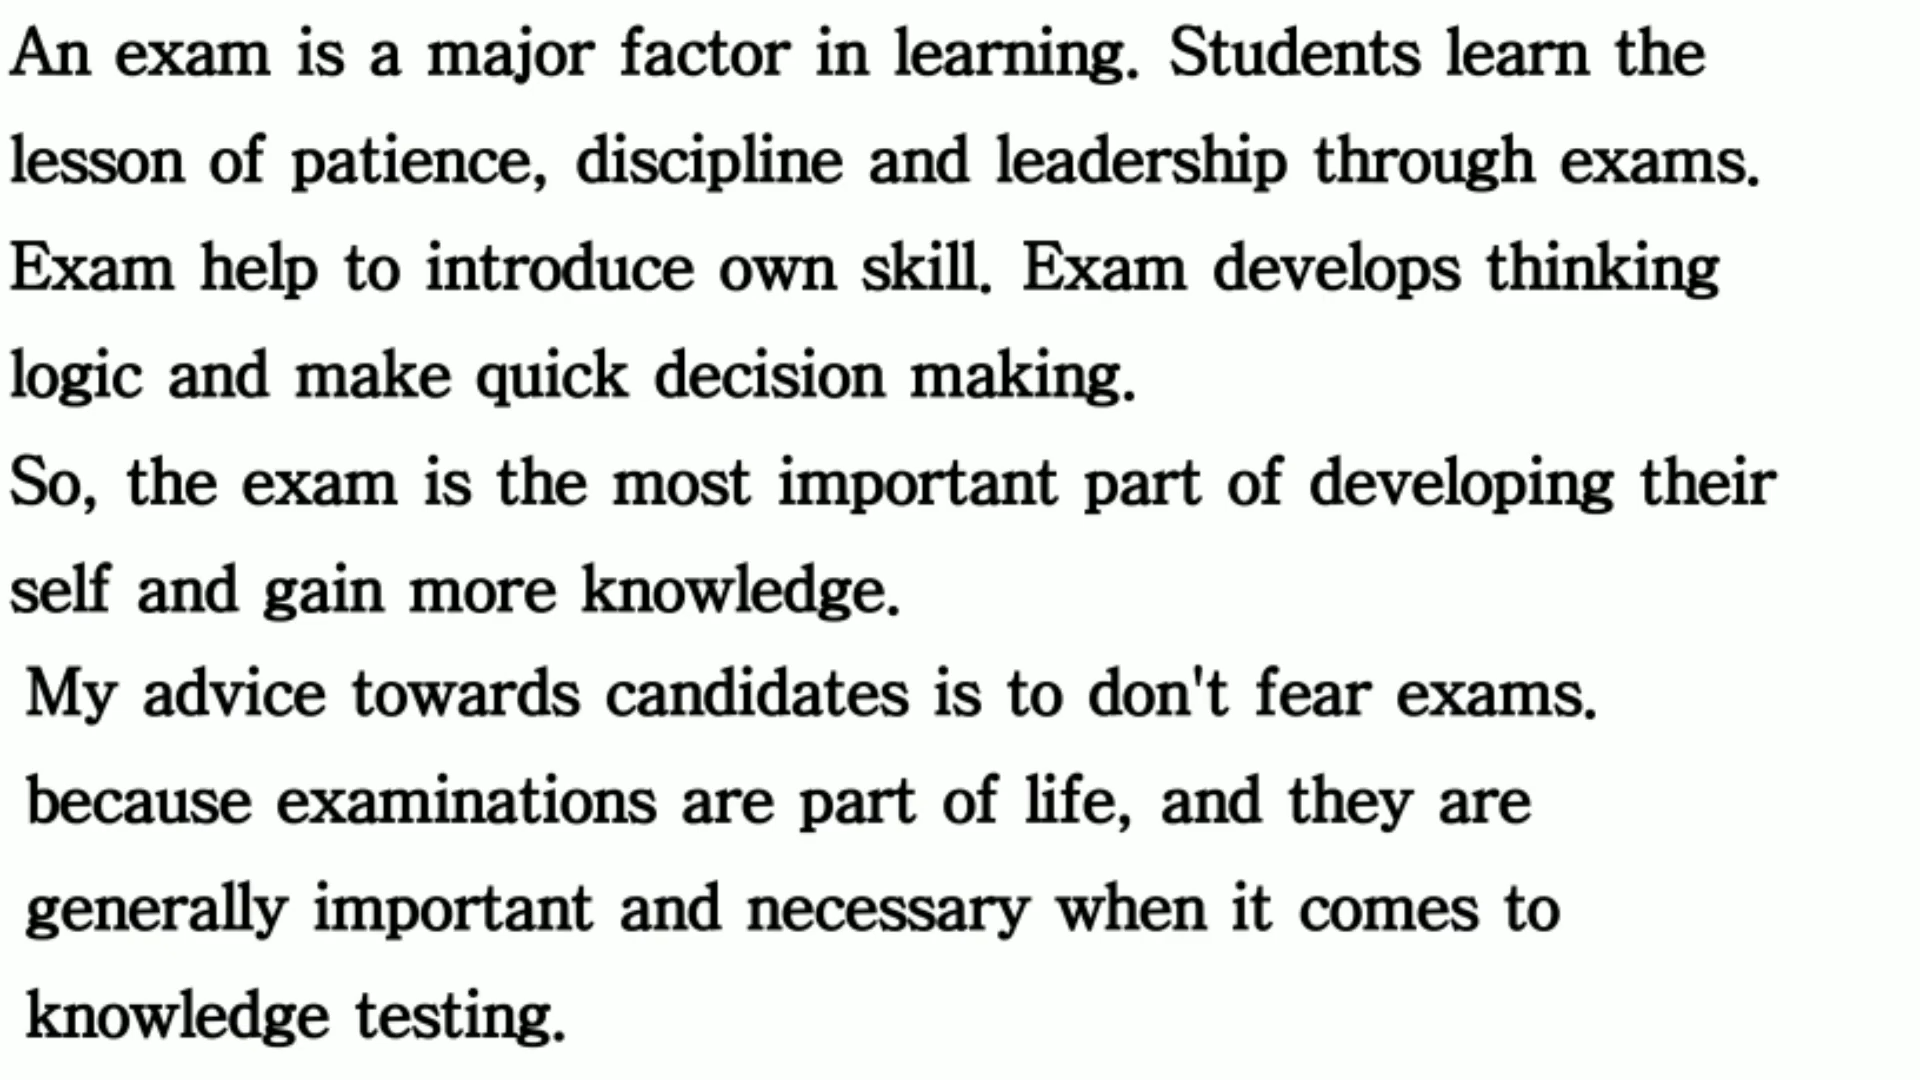 An exam is a major factor in learning. Students learn the
lesson of patience, discipline and leadership through exams.
Exam help to introduce own skill. Exam develops thinking
logic and make quick decision making.
So, the exam is the most important part of developing their
self and gain more knowledge.
My advice towards candidates is to don't fear exams.
because examinations are part of life, and they are
generally important and necessary when it comes to
knowledge testing.